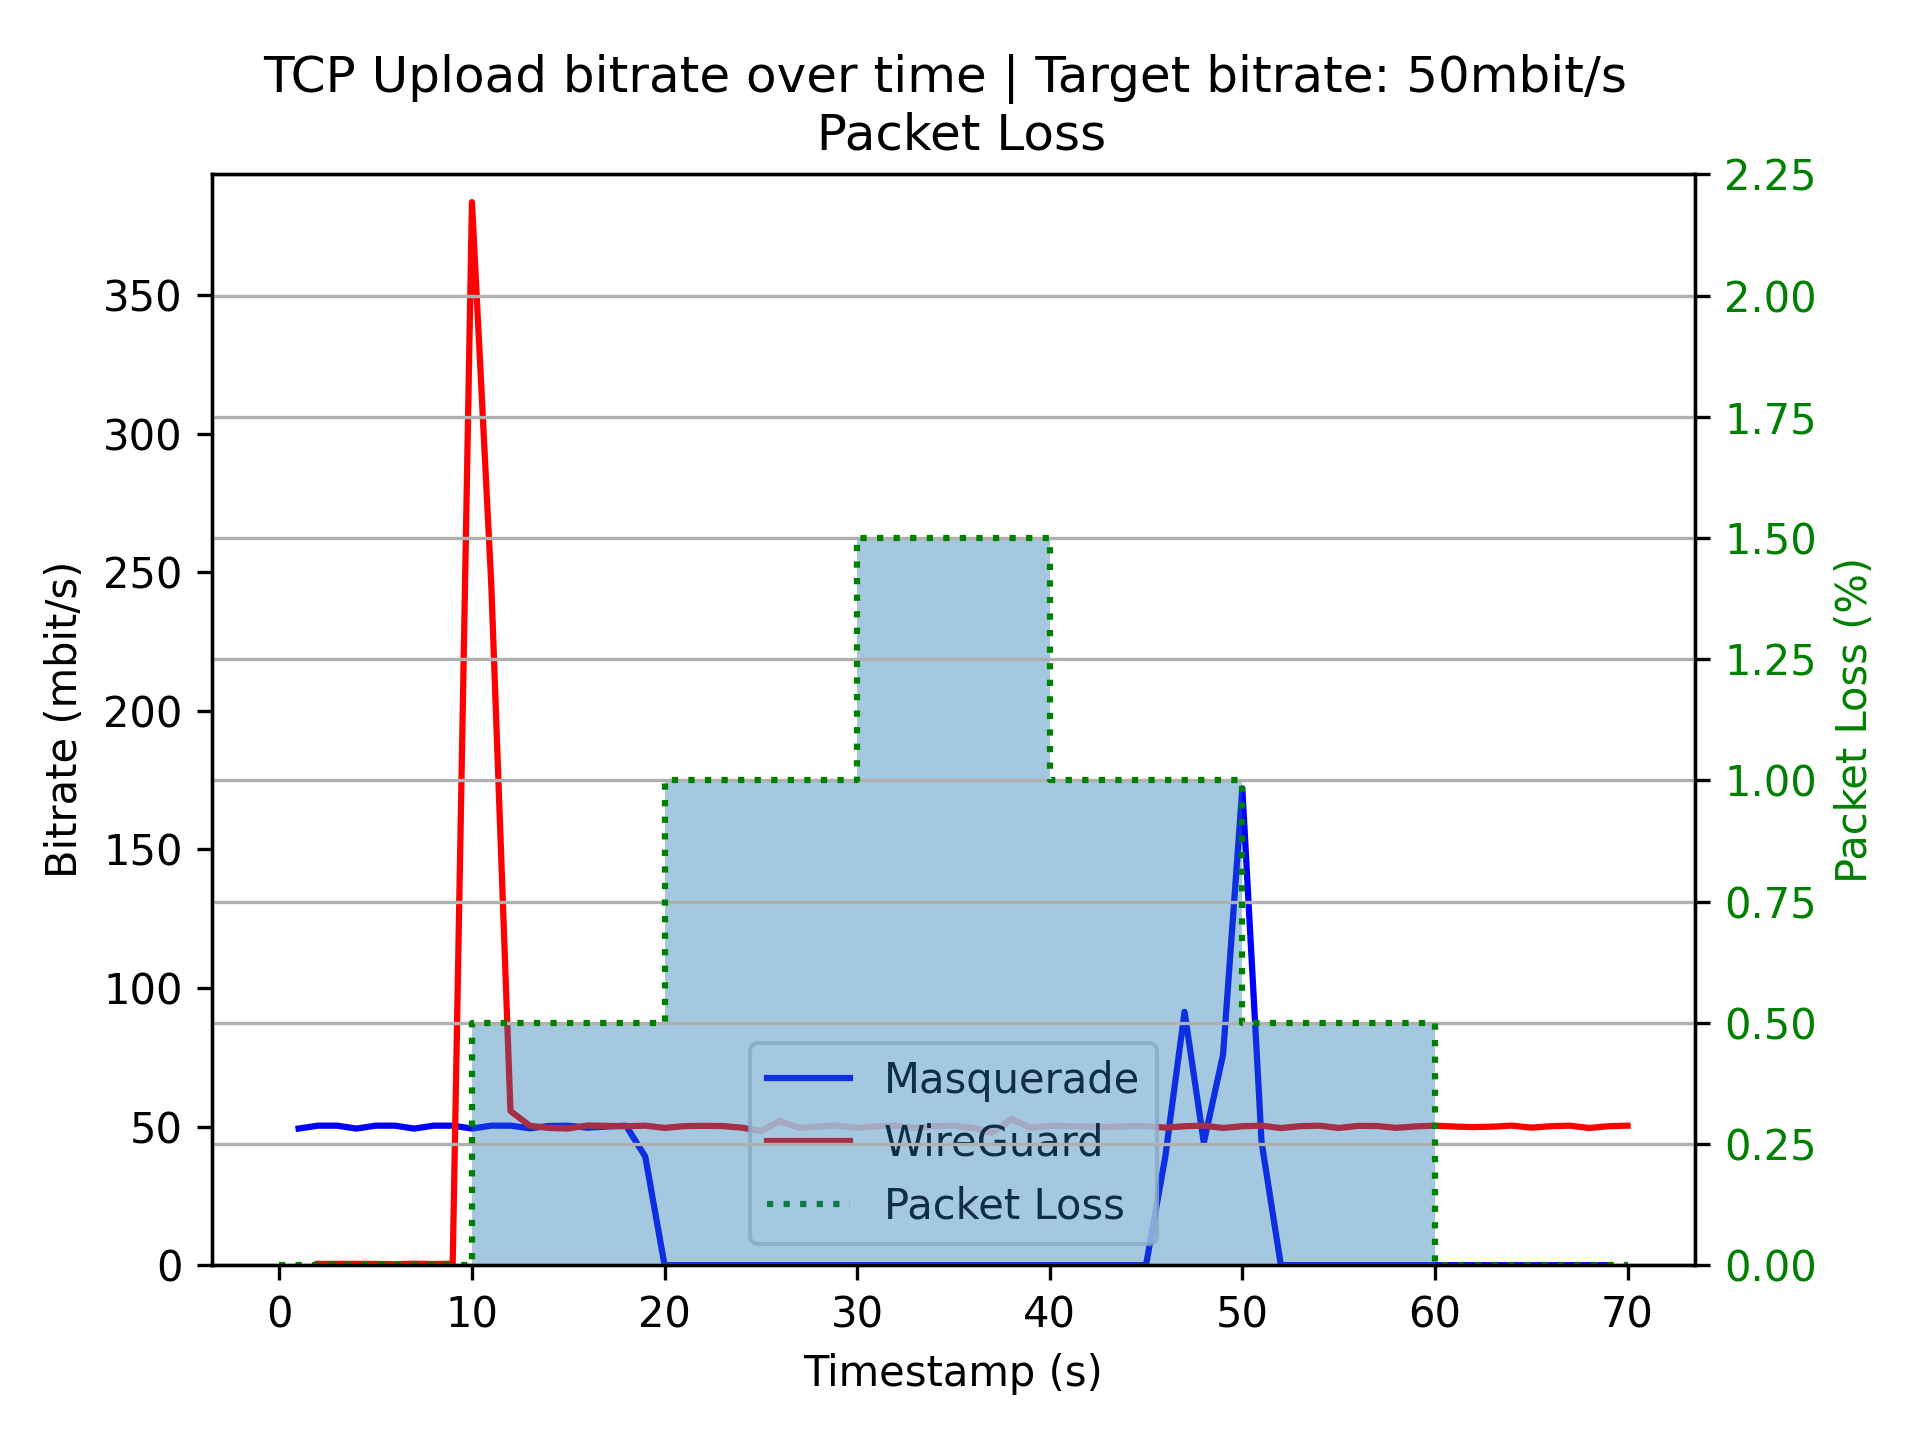 TCP Upload bitrate over time | Target bitrate: 50mbit/s
Packet Loss
Bitrate (mbit/s)
350
300
250
200
150
100
50
0
2.25
2.00
1.75
1.50
1.25
1.00
0.75
0.50
0.25
0.00
Packet Loss (%)
Masquerade
WireGuard
Packet Loss
0 10 20 30 40 50 60 70
Timestamp (s)